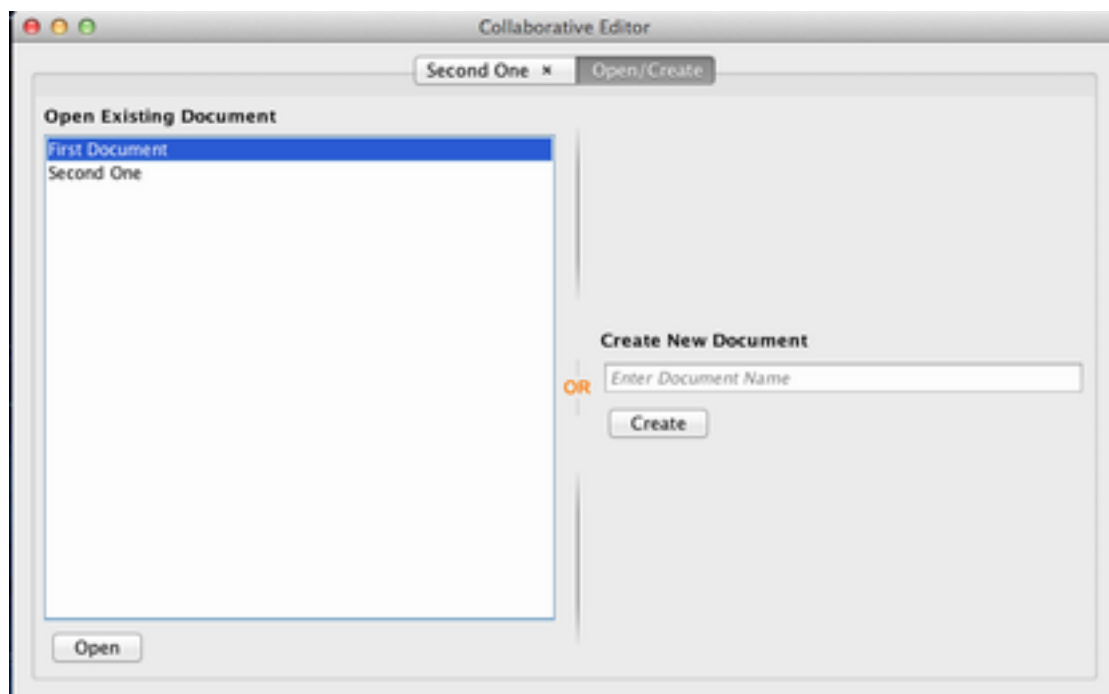 Collaborative Editor
Second One × Open/Create
Open Existing Document
First Document
Second One
Open
OR
Create New Document
Enter Document Name
Create